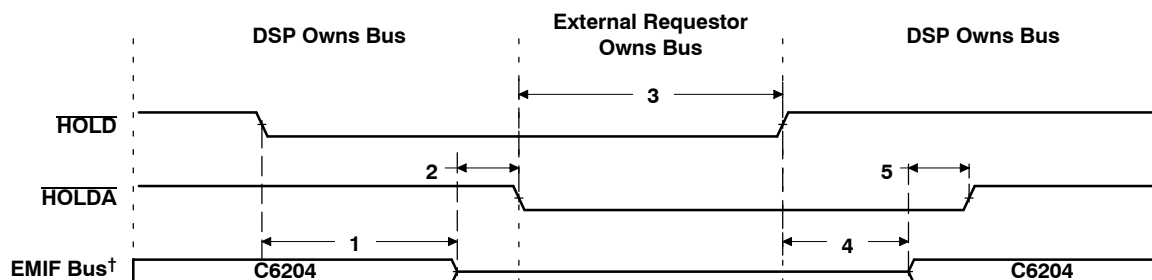 DSP Owns Bus
External Requestor
Owns Bus
DSP Owns Bus
3
HOLD
2
5
HOLDA
1
4
EMIF Bus†
C6204
C6204